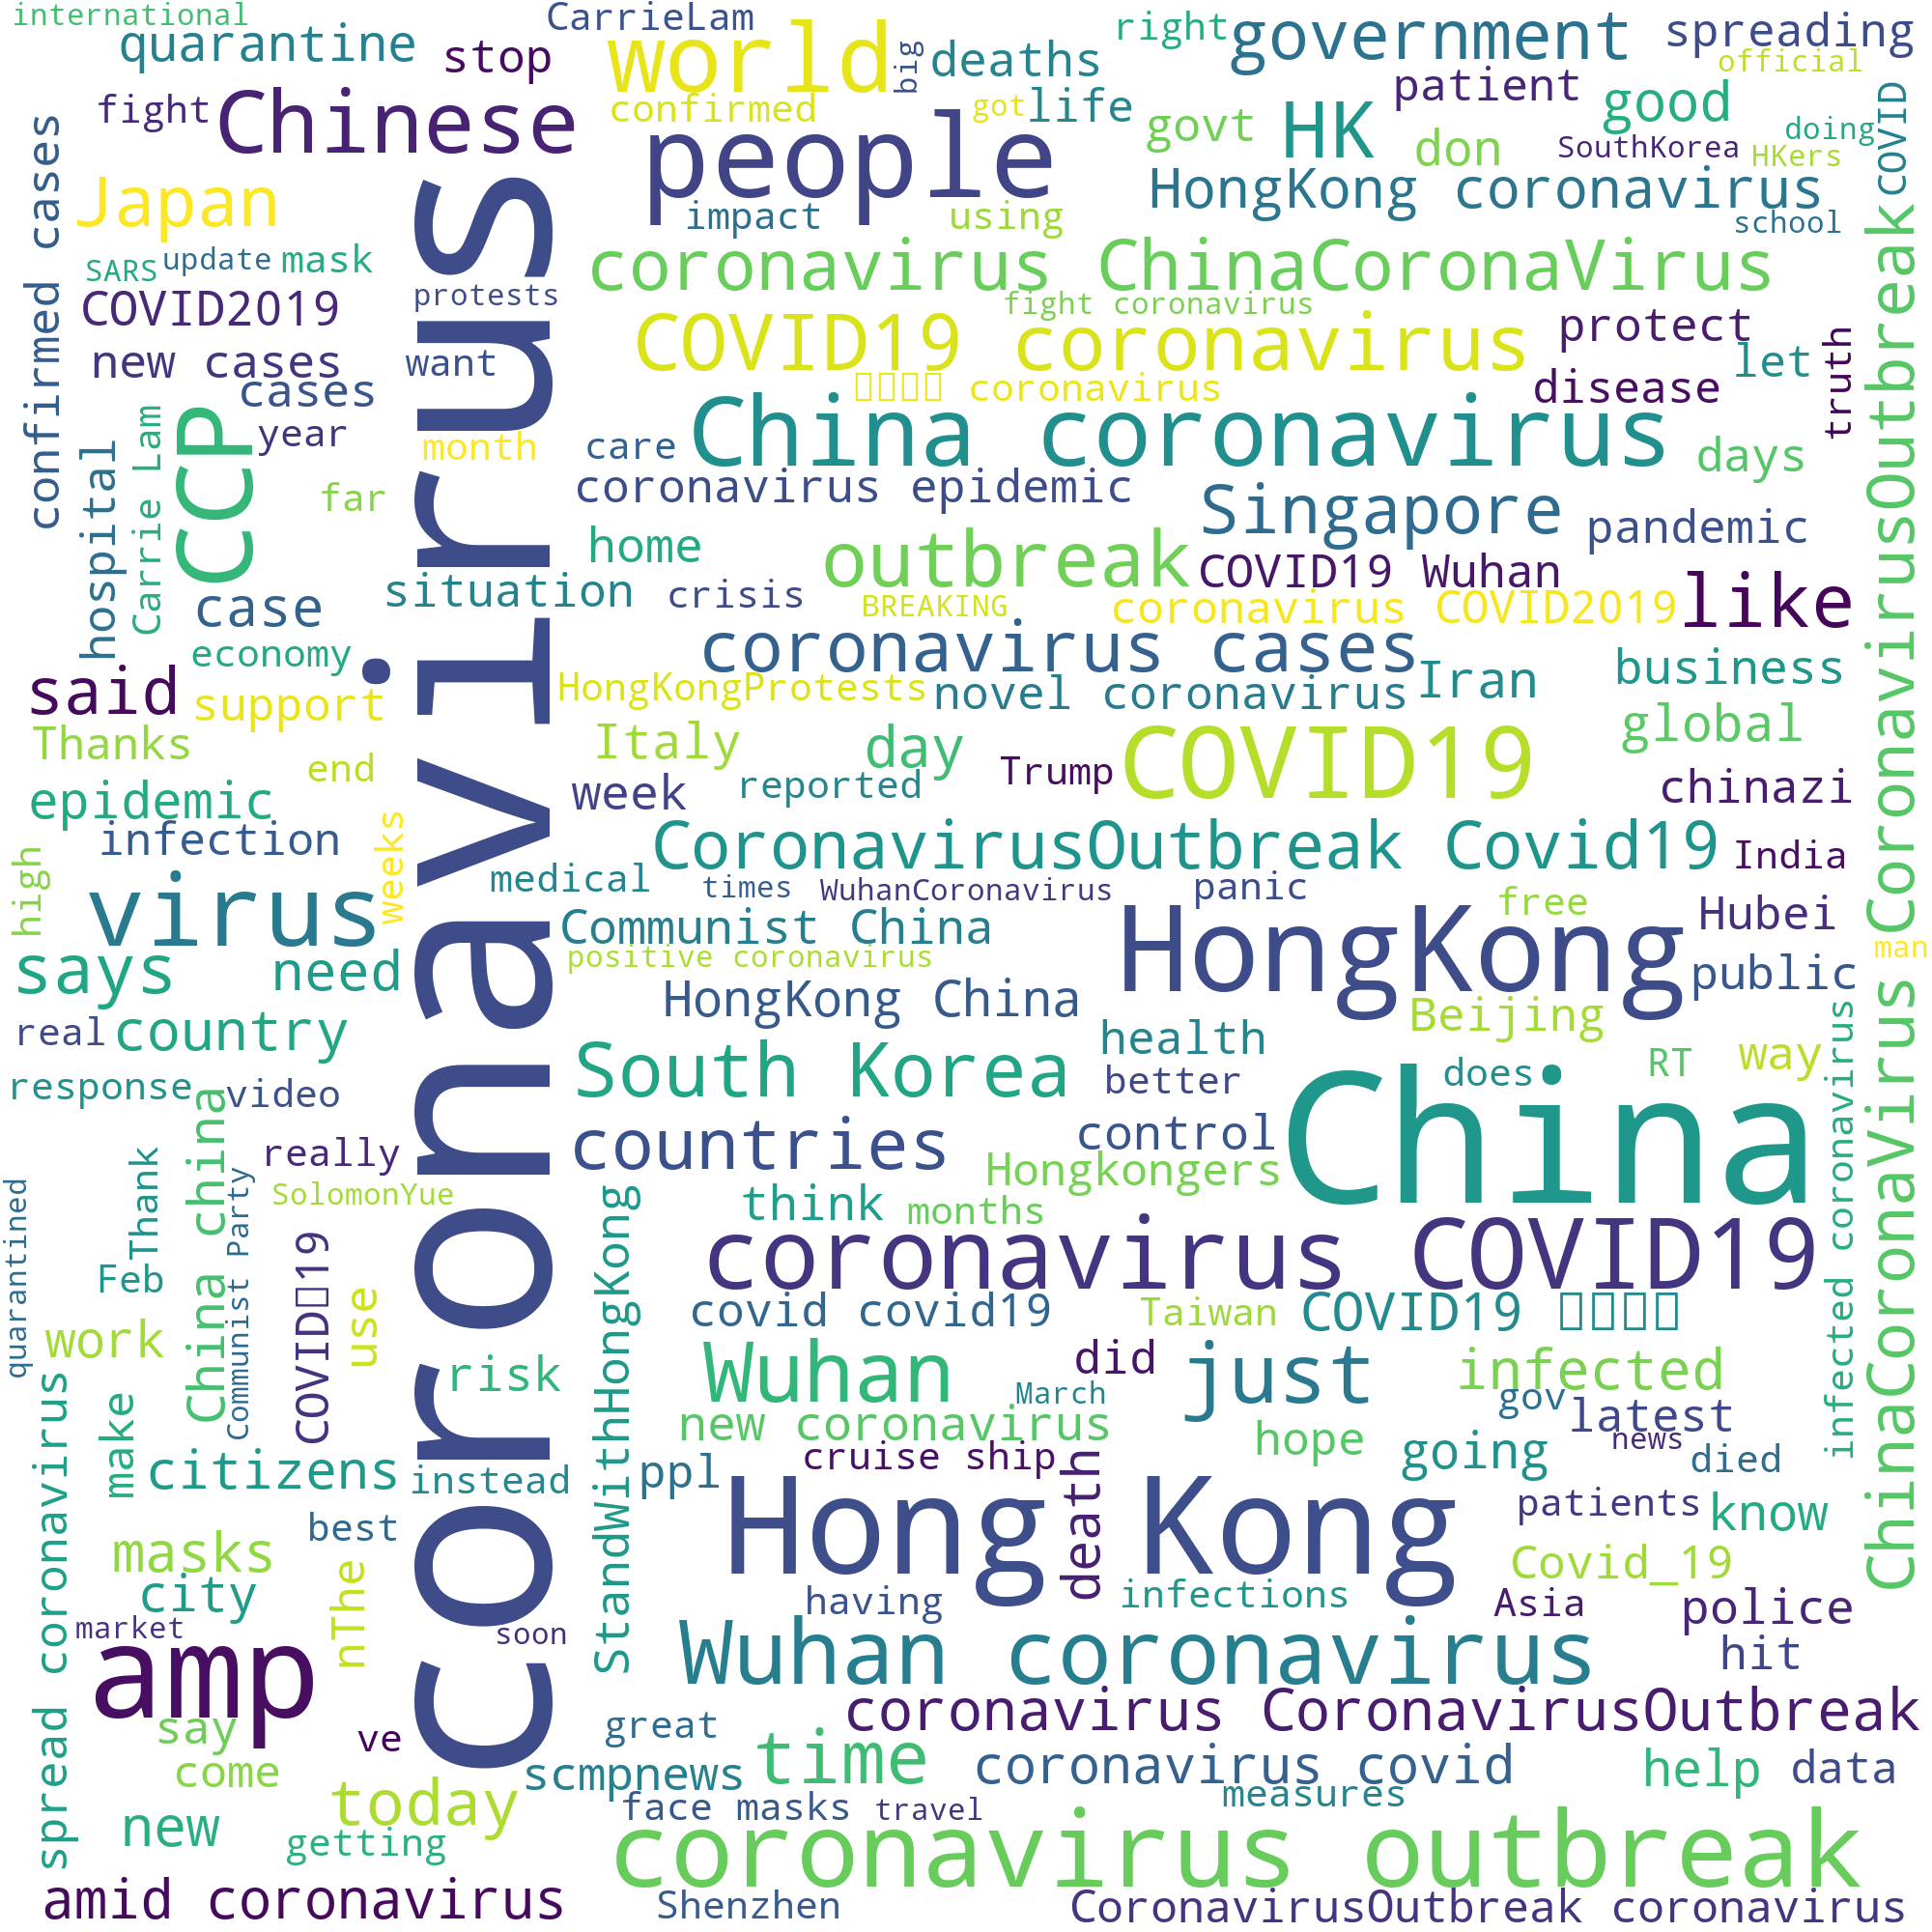 international
CarrieLam
right
government
spreading
quarantine
stop
world
big
deaths
official
fight
Chinese
confirmed
got
life
patient
good
COVID
confirmed cases
people
govt
HK
don
SouthKorea
doing
HKers
Japan
impact
using
HongKong coronavirus
school
SARS
update
mask
coronavirus
coronavirus ChinaCoronaVirus
ChinaCoronaVirus CoronavirusOutbreak
COVID2019
protests
fight coronavirus
COVID19 coronavirus
protect
truth
new cases
want
let
cases
coronavirus
disease
CCP
Carrie Lam
year
month
care
China coronavirus
days
hospital
far
coronavirus epidemic
Singapore
pandemic
home
outbreak
COVID19 Wuhan
situation
crisis
BREAKING
coronavirus COVID2019
like
case
economy
coronavirus cases
business
said
support
HongKongProtests
novel coronavirus
Iran
global
Thanks
end
Italy
day
Trump
COVID19
chinazi
epidemic
week
reported
infection
weeks
CoronavirusOutbreak Covid19
India
high
virus
medical
times
WuhanCoronavirus
panic
free
Hubei
Communist China
HongKong
man
says
need
positive coronavirus
public
real
country
HongKong China
Beijing
infected coronavirus
health
South Korea
better
does
RT
way
response
video
China china
China
countries
control
really
Hongkongers
Thank
Communist Party
SolomonYue
StandWithHongKong
think
months
quarantined
Feb
COVID 19
use
coronavirus COVID19
covid covid19
Taiwan
COVID19
work
risk
Wuhan
did
just
infected
March
gov
latest
spread coronavirus
make
new coronavirus
hope
going
news
citizens
instead
ppl
cruise ship
death
died
Hong Kong
patients
know
best
masks
nThe
Covid_19
city
having
infections
Asia
police
market
soon
amp
Wuhan coronavirus
hit
say
ve
great
coronavirus CoronavirusOutbreak
come
scmpnews
time
coronavirus covid
help
data
new
today
face masks
travel
measures
getting
coronavirus outbreak
amid coronavirus
Shenzhen
CoronavirusOutbreak coronavirus